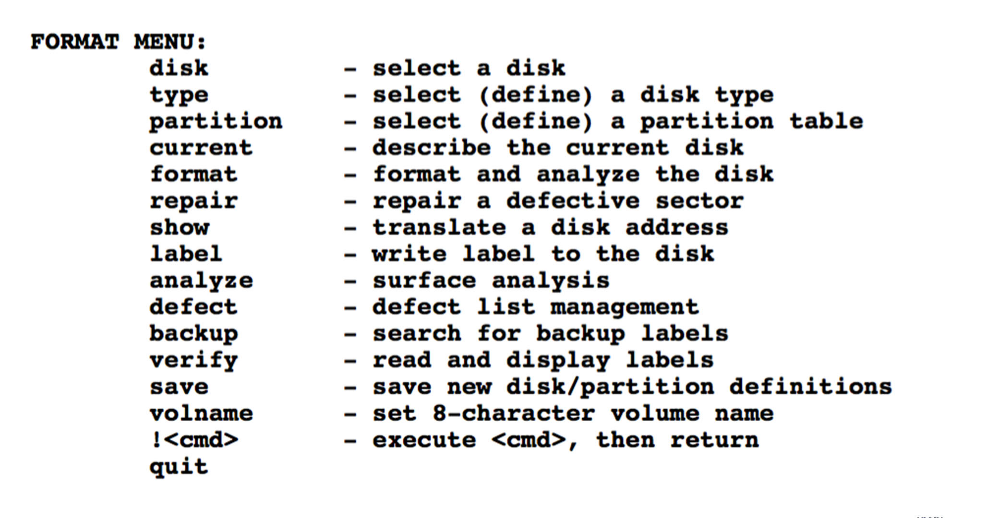 FORMAT MENU:
disk - select a disk
type - select (define) a disk type
partition - select (define) a partition table
current - describe the current disk
format - format and analyze the disk
repair - repair a defective sector
show - translate a disk address
label - write label to the disk
analyze - surface analysis
defect - defect list management
backup - search for backup labels
verify - read and display labels
save - save new disk/partition definitions
volname - set 8-character volume name
!<cmd> - execute <cmd>, then return
quit